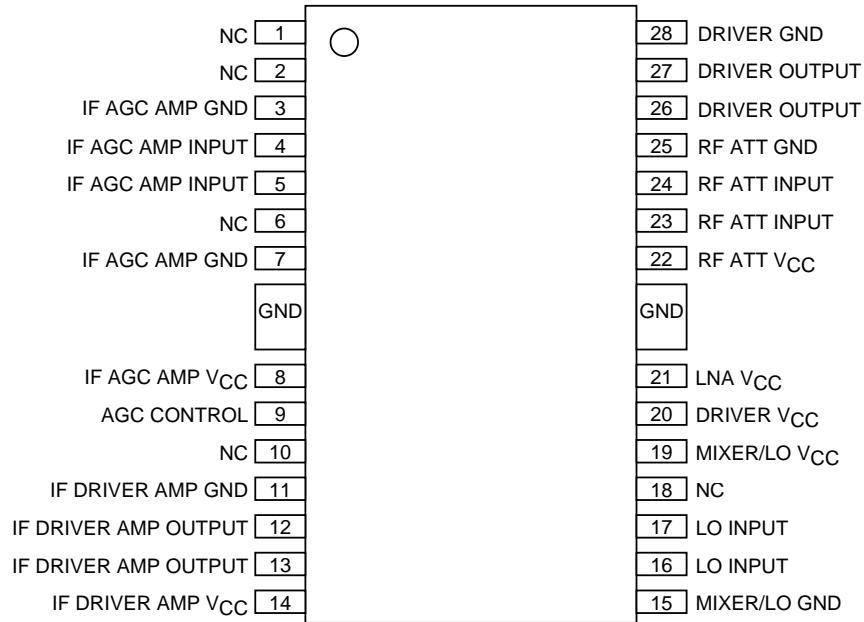 NC 1 28 DRIVER GND
NC 2 27 DRIVER OUTPUT
IF AGC AMP GND 3 26 DRIVER OUTPUT
IF AGC AMP INPUT 4 25 RF ATT GND
IF AGC AMP INPUT 5 24 RF ATT INPUT
NC 6 23 RF ATT INPUT
IF AGC AMP GND 7 22 RF ATT VCC
GND GND
IF AGC AMP VCC 8 21 LNA VCC
AGC CONTROL 9 20 DRIVER VCC
NC 10 19 MIXER/LO VCC
IF DRIVER AMP GND 11 18 NC
IF DRIVER AMP OUTPUT 12 17 LO INPUT
IF DRIVER AMP OUTPUT 13 16 LO INPUT
IF DRIVER AMP VCC 14 15 MIXER/LO GND